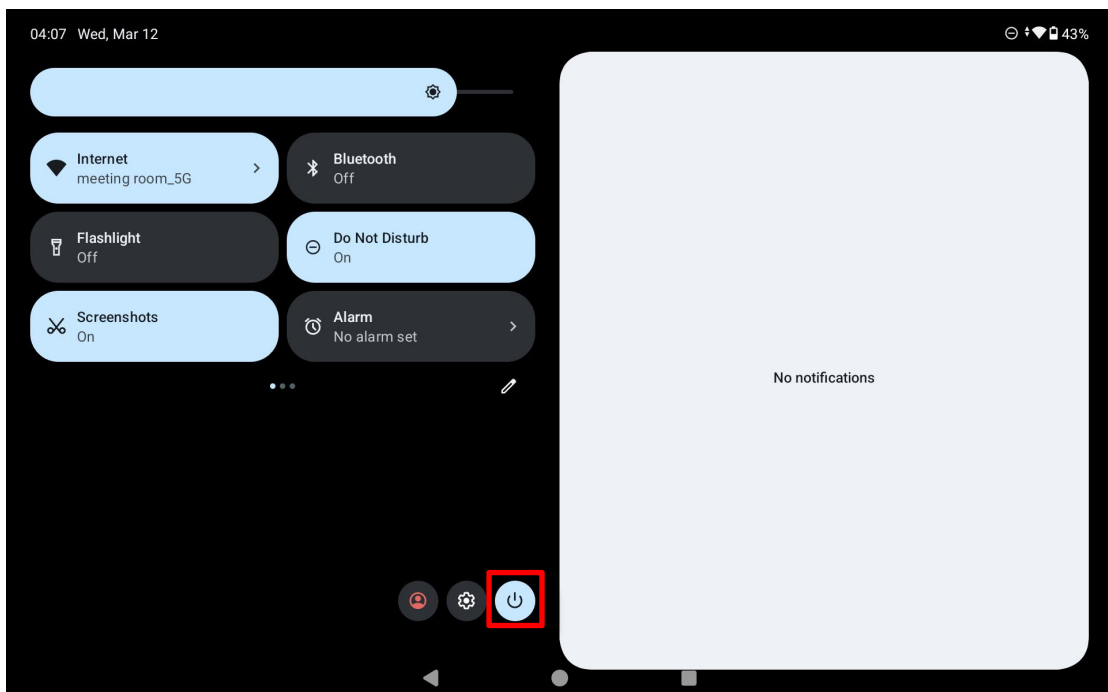 04:07 Wed, Mar 12
43%
Internet
meeting room_5G
Bluetooth
Off
Flashlight
Off
Do Not Disturb
On
Screenshots
On
Alarm
No alarm set
No notifications